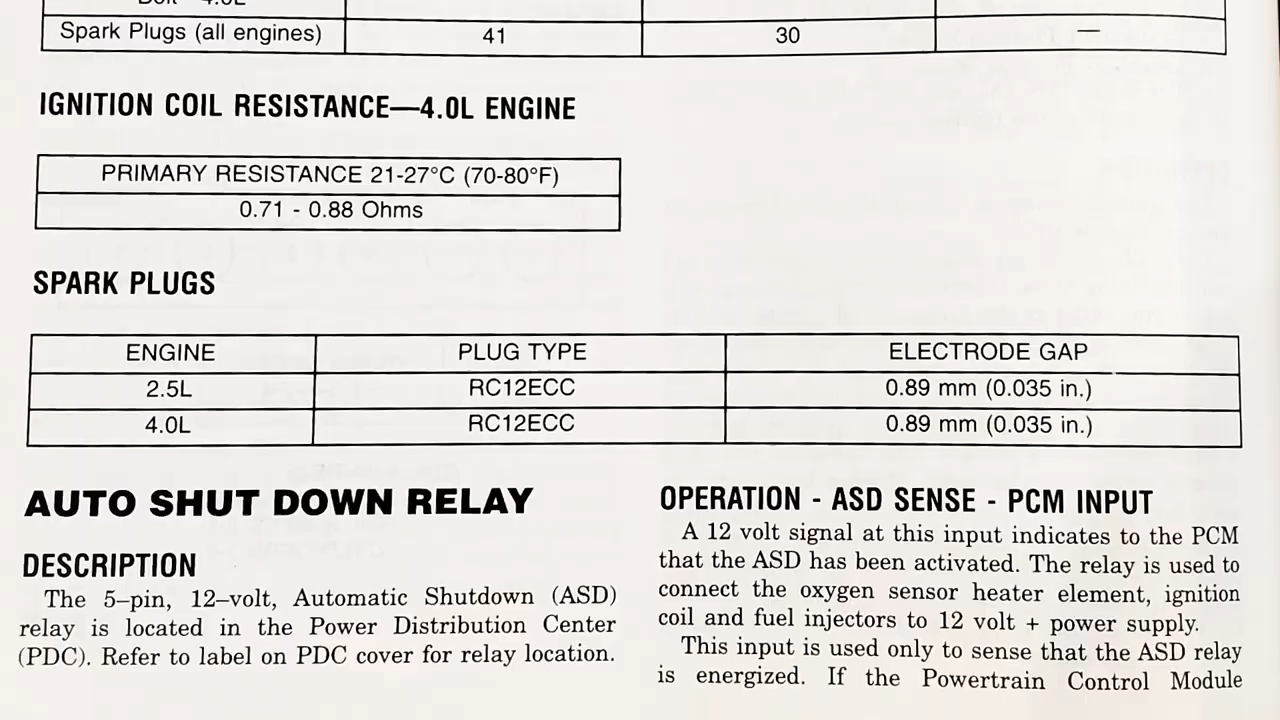 Spark Plugs (all engines) 41 30 —
IGNITION COIL RESISTANCE—4.0L ENGINE
PRIMARY RESISTANCE 21-27°C (70-80°F)
0.71 - 0.88 Ohms
SPARK PLUGS
ENGINE PLUG TYPE ELECTRODE GAP
2.5L RC12ECC 0.89 mm (0.035 in.)
4.0L RC12ECC 0.89 mm (0.035 in.)
AUTO SHUT DOWN RELAY
DESCRIPTION
The 5–pin, 12–volt, Automatic Shutdown (ASD)
relay is located in the Power Distribution Center
(PDC). Refer to label on PDC cover for relay location.
OPERATION - ASD SENSE - PCM INPUT
A 12 volt signal at this input indicates to the PCM
that the ASD has been activated. The relay is used to
connect the oxygen sensor heater element, ignition
coil and fuel injectors to 12 volt + power supply.
This input is used only to sense that the ASD relay
is energized. If the Powertrain Control Module